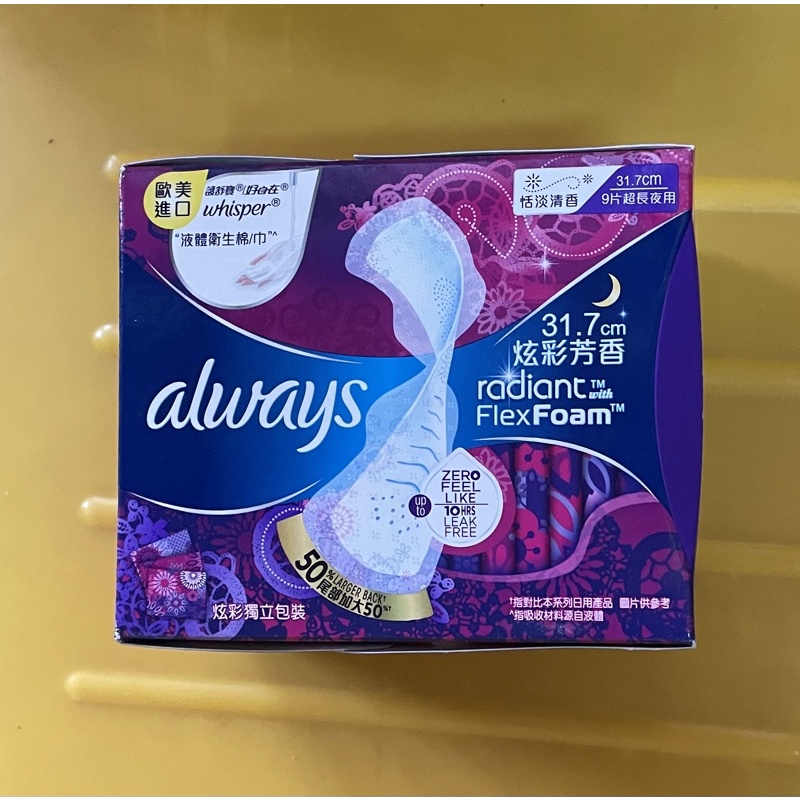 歐美
進口
護舒寶®/好自在®
whisper®
“液體衛生棉/巾”^
恬淡清香
31.7cm
9片超長夜用
31.7cm
炫彩芳香
always
radiant™ with
FlexFoam™
ZERO
FEEL
LIKE
up to
10HRS
LEAK
FREE
50% LARGER BACK†
尾部加大50%†
炫彩獨立包裝
†指對比本系列日用產品 圖片供參考
^指吸收材料源自液體